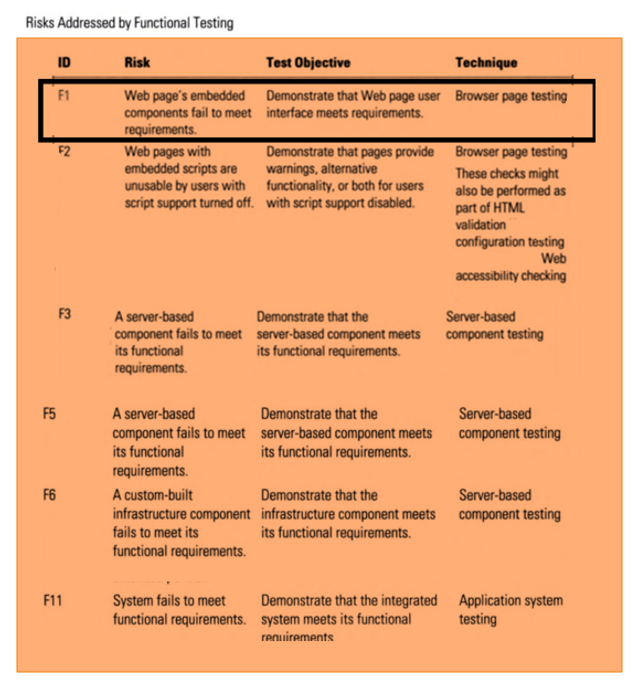 Risks Addressed by Functional Testing
ID Risk Test Objective Technique
F1 Web page's embedded Demonstrate that Web page user Browser page testing
components fail to meet interface meets requirements.
requirements.
F2 Web pages with Demonstrate that pages provide Browser page testing
embedded scripts are warnings, alternative These checks might
unusable by users with functionality, or both for users also be performed as
script support turned off. with script support disabled. part of HTML
validation
configuration testing
Web
accessibility checking
F3 A server-based Demonstrate that the Server-based
component fails to meet server-based component meets component testing
its functional its functional requirements.
requirements.
F5 A server-based Demonstrate that the Server-based
component fails to meet server-based component meets component testing
its functional its functional requirements.
requirements.
F6 A custom-built Demonstrate that the Server-based
infrastructure component infrastructure component meets component testing
fails to meet its its functional requirements.
functional requirements.
F11 System fails to meet Demonstrate that the integrated Application system
functional requirements. system meets its functional testing
requirements